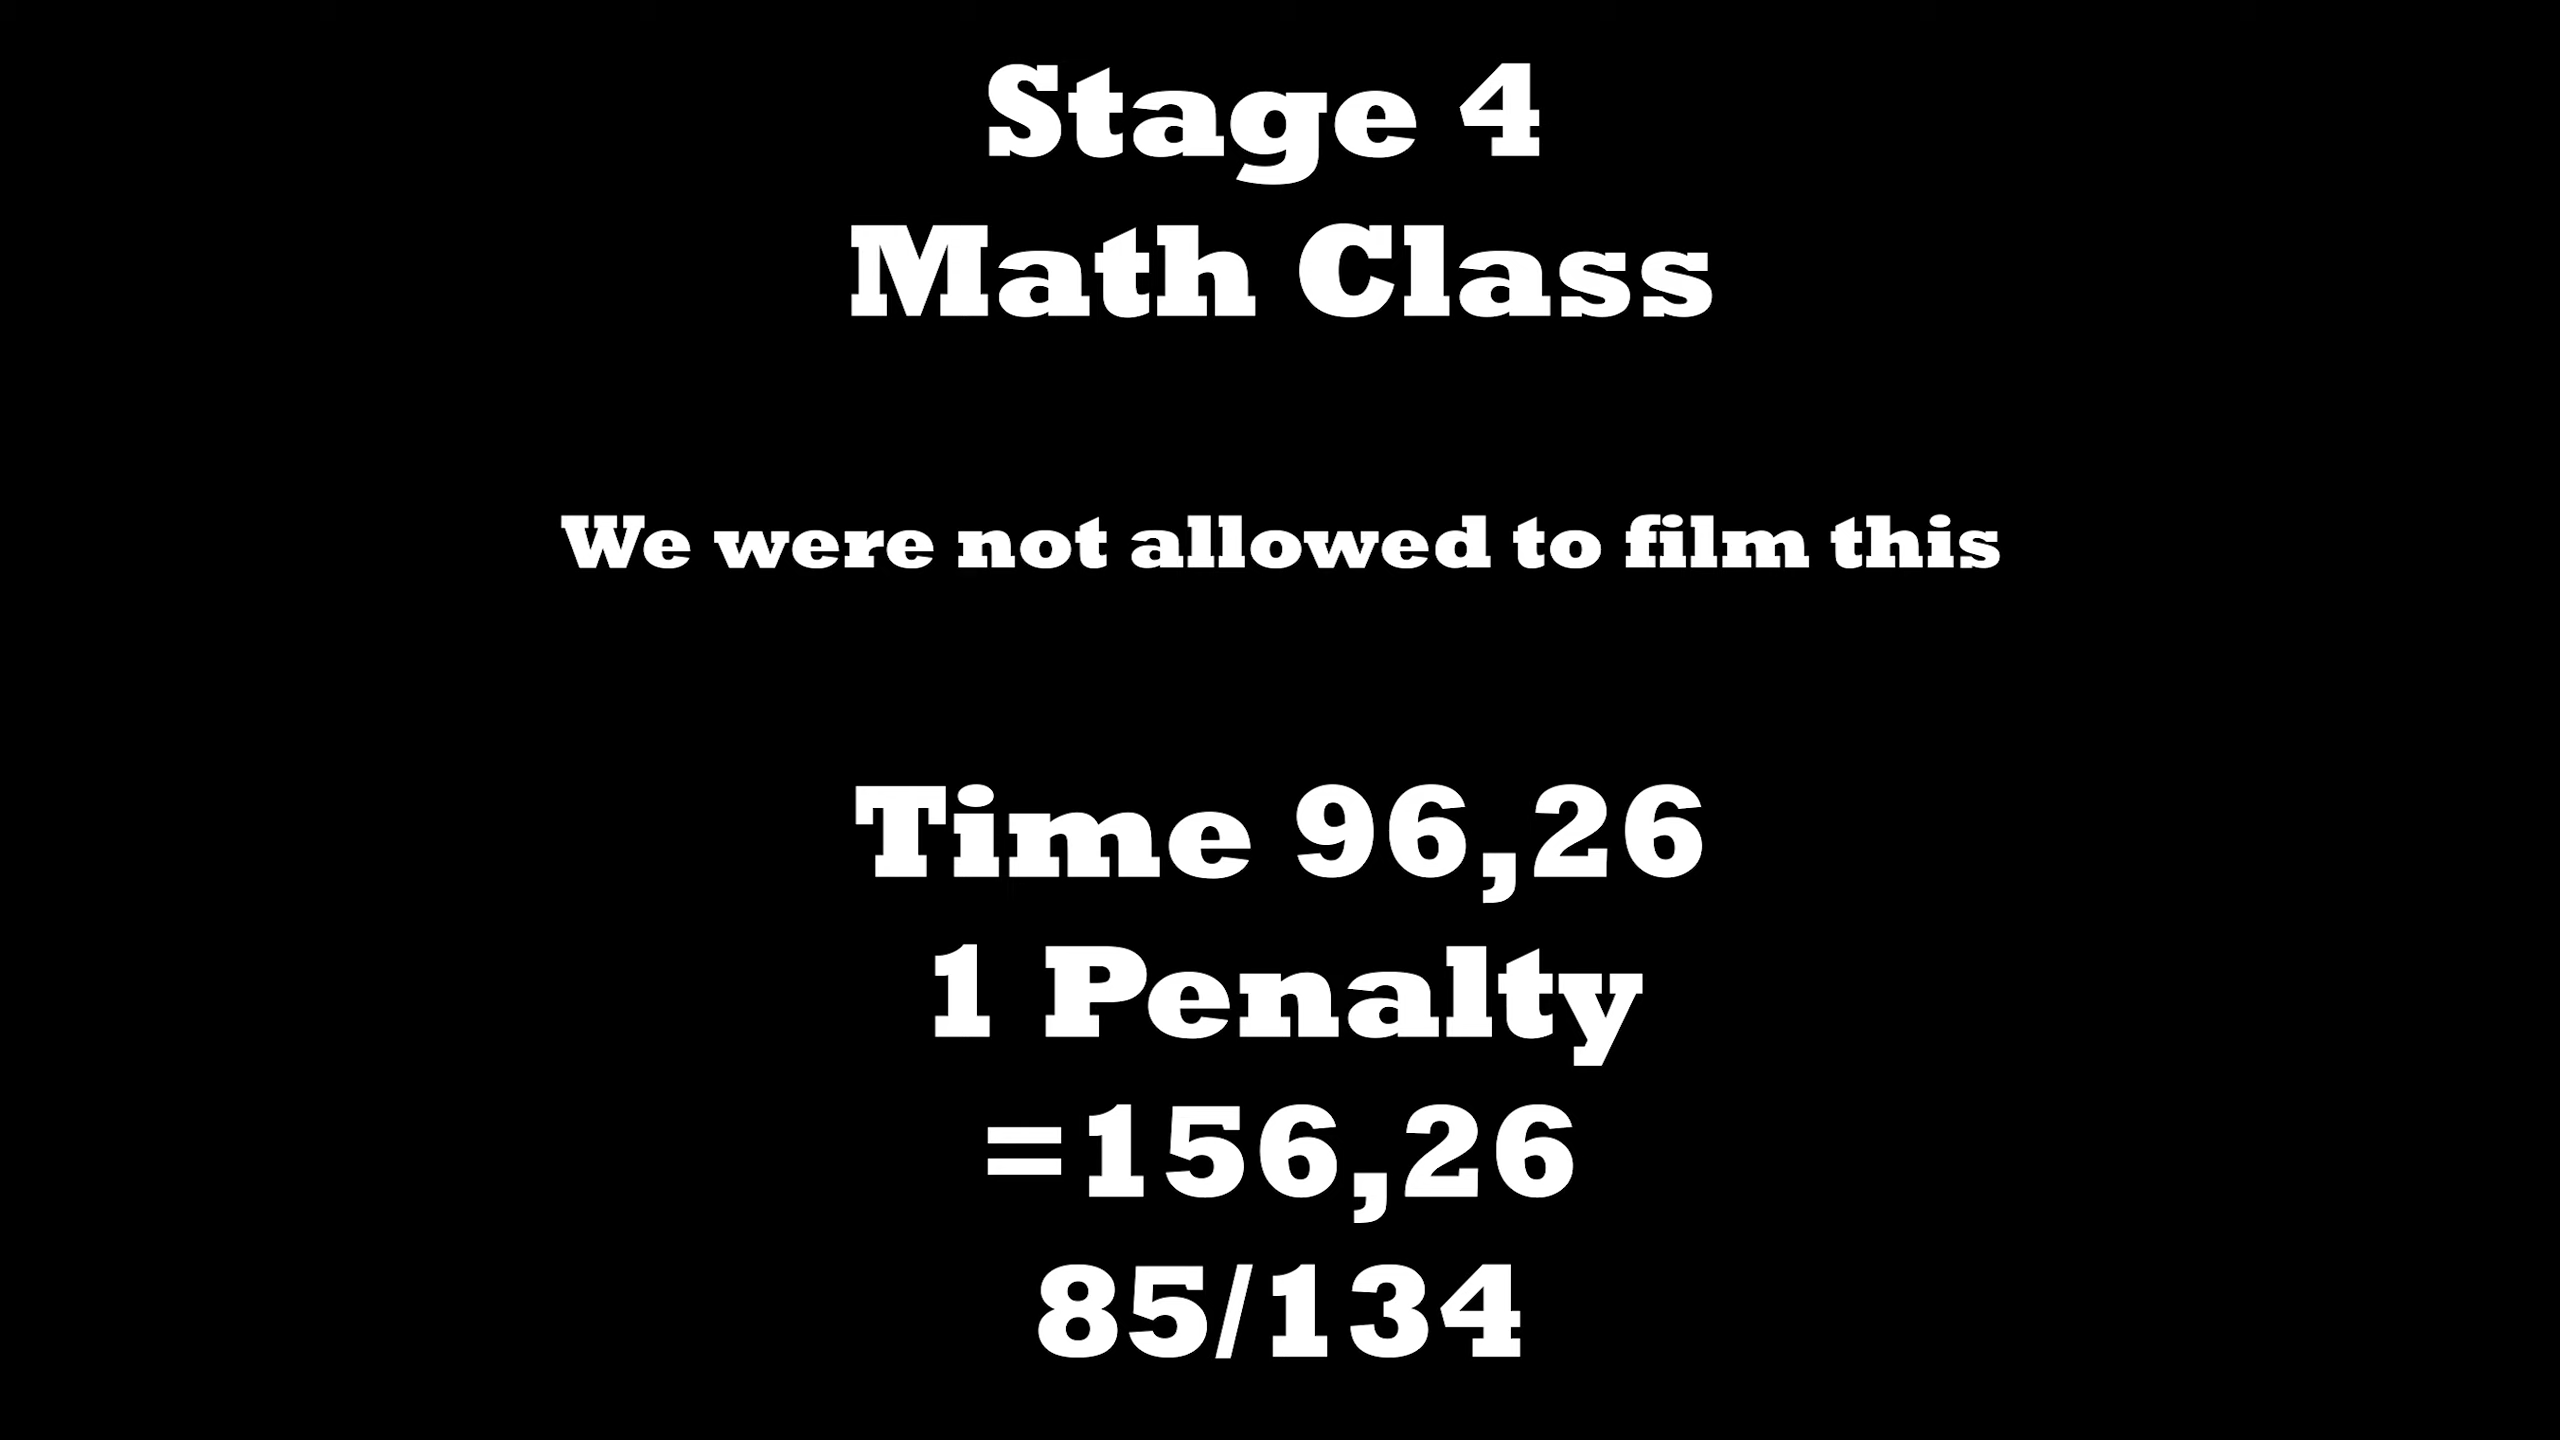 Stage 4
Math Class
We were not allowed to film this
Time 96,26
1 Penalty
=156,26
85/134